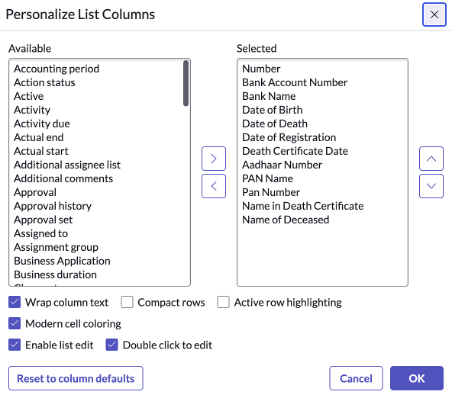 Personalize List Columns
Available
Accounting period
Action status
Active
Activity
Activity due
Actual end
Actual start
Additional assignee list
Additional comments
Approval
Approval history
Approval set
Assigned to
Assignment group
Business Application
Business duration
Selected
Number
Bank Account Number
Bank Name
Date of Birth
Date of Death
Date of Registration
Death Certificate Date
Aadhaar Number
PAN Name
Pan Number
Name in Death Certificate
Name of Deceased
Wrap column text Compact rows Active row highlighting
Modern cell coloring
Enable list edit Double click to edit
Reset to column defaults Cancel OK